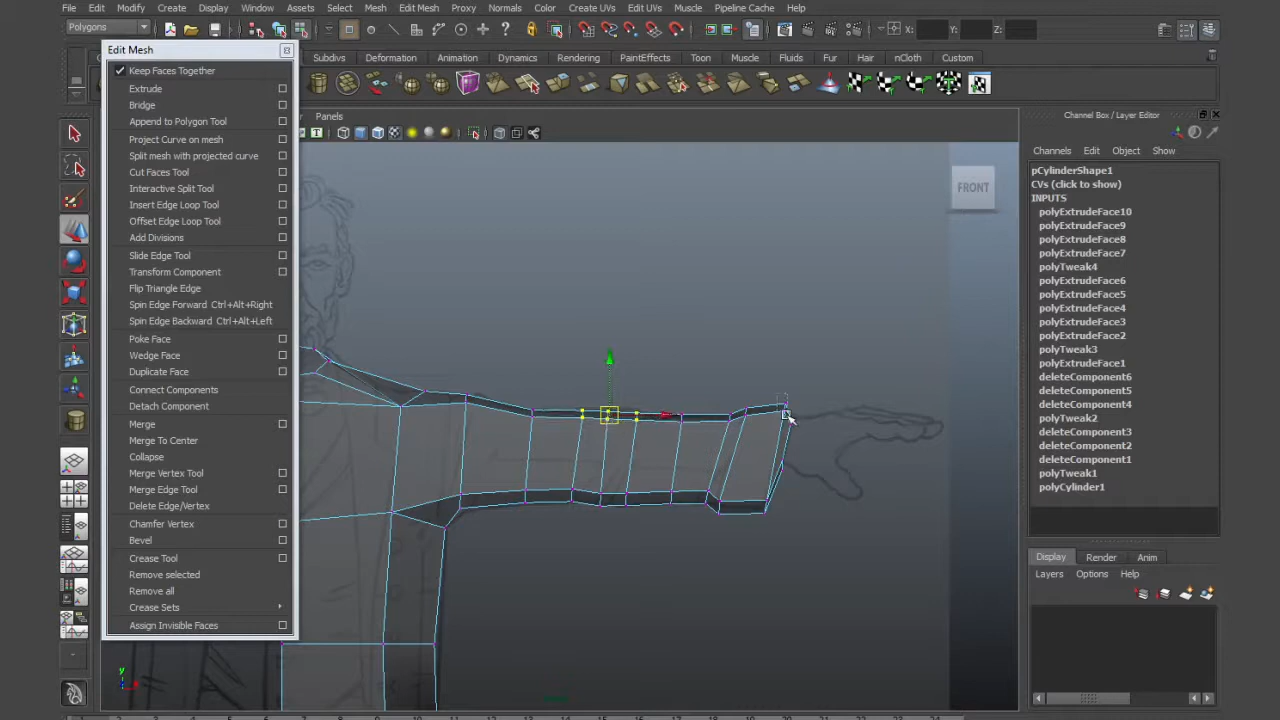 File Edit Modify Create Display Window Assets Select Mesh Edit Mesh Proxy Normals Color Create UVs Edit UVs Muscle Pipeline Cache Help
Polygons X: Y: Z:
Edit Mesh
Subdivs Deformation Animation Dynamics Rendering PaintEffects Toon Muscle Fluids Fur Hair nCloth Custom
Keep Faces Together
Extrude
Bridge
Append to Polygon Tool
Project Curve on mesh
Split mesh with projected curve
Cut Faces Tool
Interactive Split Tool
Insert Edge Loop Tool
Offset Edge Loop Tool
Add Divisions
Slide Edge Tool
Transform Component
Flip Triangle Edge
Spin Edge Forward Ctrl+Alt+Right
Spin Edge Backward Ctrl+Alt+Left
Poke Face
Wedge Face
Duplicate Face
Connect Components
Detach Component
Merge
Merge To Center
Collapse
Merge Vertex Tool
Merge Edge Tool
Delete Edge/Vertex
Chamfer Vertex
Bevel
Crease Tool
Remove selected
Remove all
Crease Sets
Assign Invisible Faces
Panels
FRONT
y
Channel Box / Layer Editor
Channels Edit Object Show
pCylinderShape1
CVs (click to show)
INPUTS
polyExtrudeFace10
polyExtrudeFace9
polyExtrudeFace8
polyExtrudeFace7
polyTweak4
polyExtrudeFace6
polyExtrudeFace5
polyExtrudeFace4
polyExtrudeFace3
polyExtrudeFace2
polyTweak3
polyExtrudeFace1
deleteComponent6
deleteComponent5
deleteComponent4
polyTweak2
deleteComponent3
deleteComponent2
deleteComponent1
polyTweak1
polyCylinder1
Display Render Anim
Layers Options Help